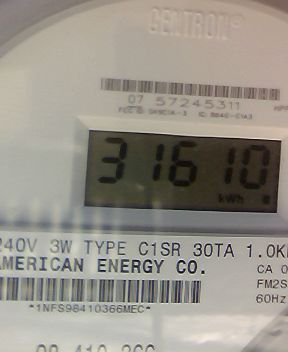 CENTRON®
07 57245311
31610
kWh
240V 3W TYPE C1SR 30TA 1.0K
AMERICAN ENERGY CO.
CA 0
FM2S
60Hz
*1NFS98410366MEC*